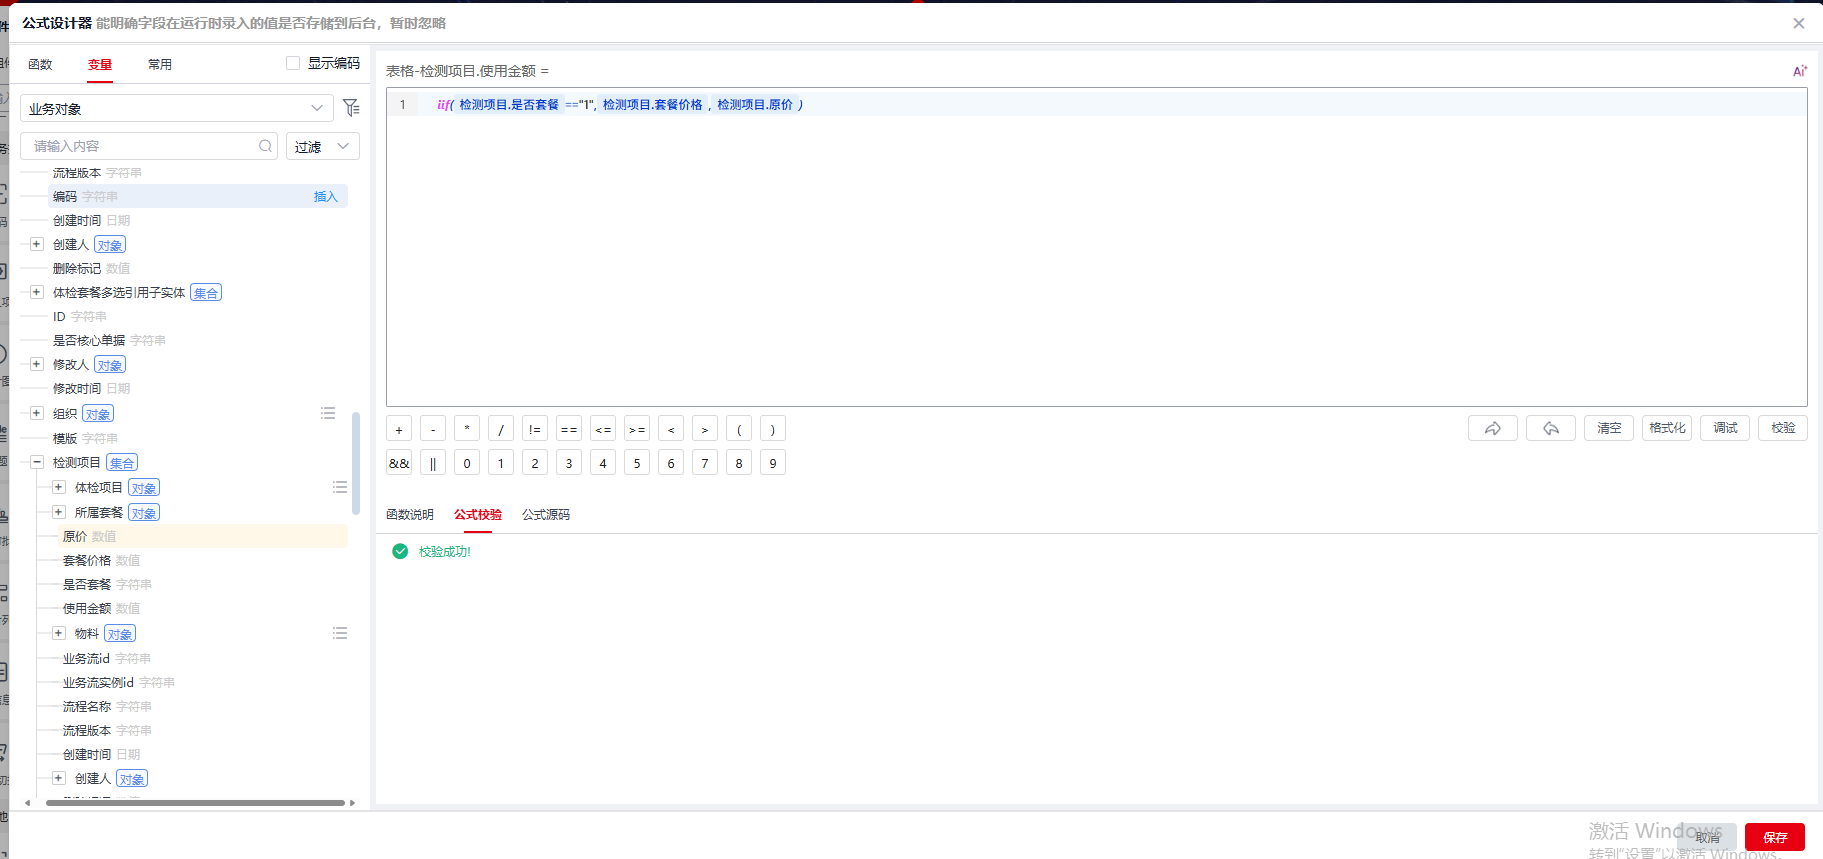 公式设计器 能明确字段在运行时录入的值是否存储到后台，暂时忽略
函数 变量 常用 显示编码
业务对象
请输入内容 过滤
流程版本 字符串
编码 字符串 插入
创建时间 日期
创建人 对象
删除标记 数值
体检套餐多选引用子实体 集合
ID 字符串
是否核心单据 字符串
修改人 对象
修改时间 日期
组织 对象
模版 字符串
检测项目 集合
体检项目 对象
所属套餐 对象
原价 数值
套餐价格 数值
是否套餐 字符串
使用金额 数值
物料 对象
业务流id 字符串
业务流实例id 字符串
流程名称 字符串
流程版本 字符串
创建时间 日期
创建人 对象
表格-检测项目.使用金额 =
Ai
1 iif( 检测项目.是否套餐 =="1", 检测项目.套餐价格 , 检测项目.原价 )
+ - * / != == <= >= < > ( )
清空 格式化 调试 校验
&& || 0 1 2 3 4 5 6 7 8 9
函数说明 公式校验 公式源码
校验成功!
激活 Windows
转到"设置"以激活 Windows。
取消 保存